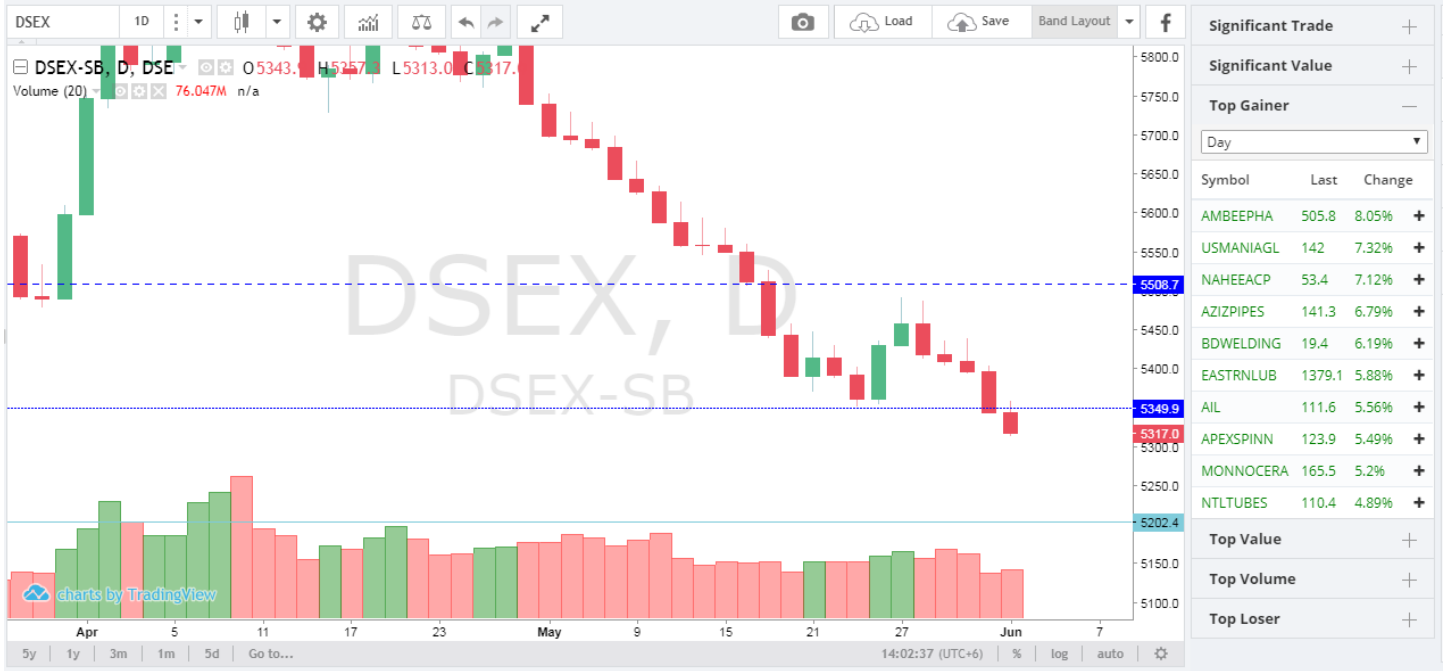 DSEX 1D Load Save Band Layout f
DSEX-SB, D, DSE O5343. H5357.3 L5313.0 C5317.0
Volume (20) 76.047M n/a
DSEX, D
DSEX-SB
5800.0
5750.0
5700.0
5650.0
5600.0
5550.0
5508.7
5450.0
5400.0
5349.9
5317.0
5300.0
5250.0
5202.4
5150.0
5100.0
charts by TradingView
Apr 5 11 17 23 May 9 15 21 27 Jun 7
5y 1y 3m 1m 5d Go to... 14:02:37 (UTC+6) % log auto
Significant Trade
Significant Value
Top Gainer
Day
Symbol Last Change
AMBEEPHA 505.8 8.05%
USMANIAGL 142 7.32%
NAHEEACP 53.4 7.12%
AZIZPIPES 141.3 6.79%
BDWELDING 19.4 6.19%
EASTRNLUB 1379.1 5.88%
AIL 111.6 5.56%
APEXSPINN 123.9 5.49%
MONNOCERA 165.5 5.2%
NTLTUBES 110.4 4.89%
Top Value
Top Volume
Top Loser